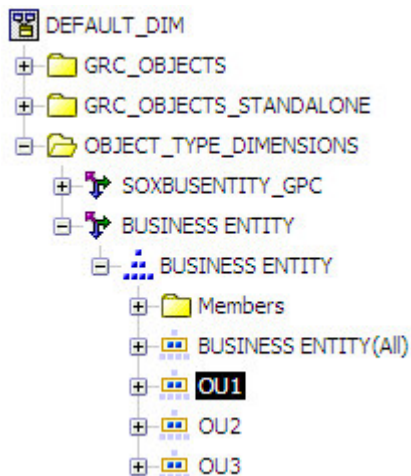 DEFAULT_DIM
GRC_OBJECTS
GRC_OBJECTS_STANDALONE
OBJECT_TYPE_DIMENSIONS
SOXBUSENTITY_GPC
BUSINESS ENTITY
BUSINESS ENTITY
Members
BUSINESS ENTITY(All)
OU1
OU2
OU3